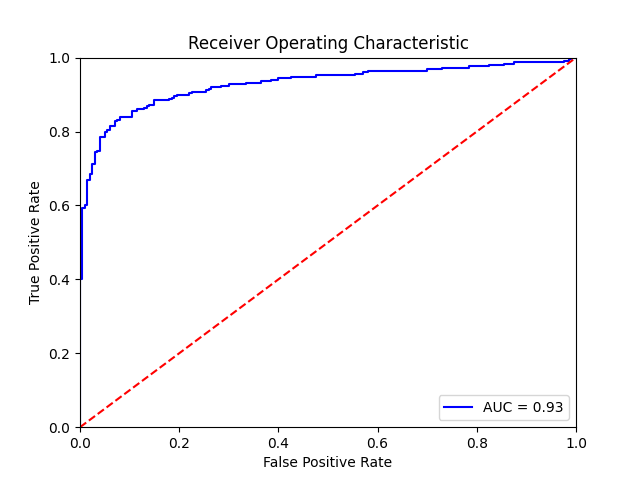 Receiver Operating Characteristic
True Positive Rate
1.0
0.8
0.6
0.4
0.2
0.0
AUC = 0.93
0.0 0.2 0.4 0.6 0.8 1.0
False Positive Rate